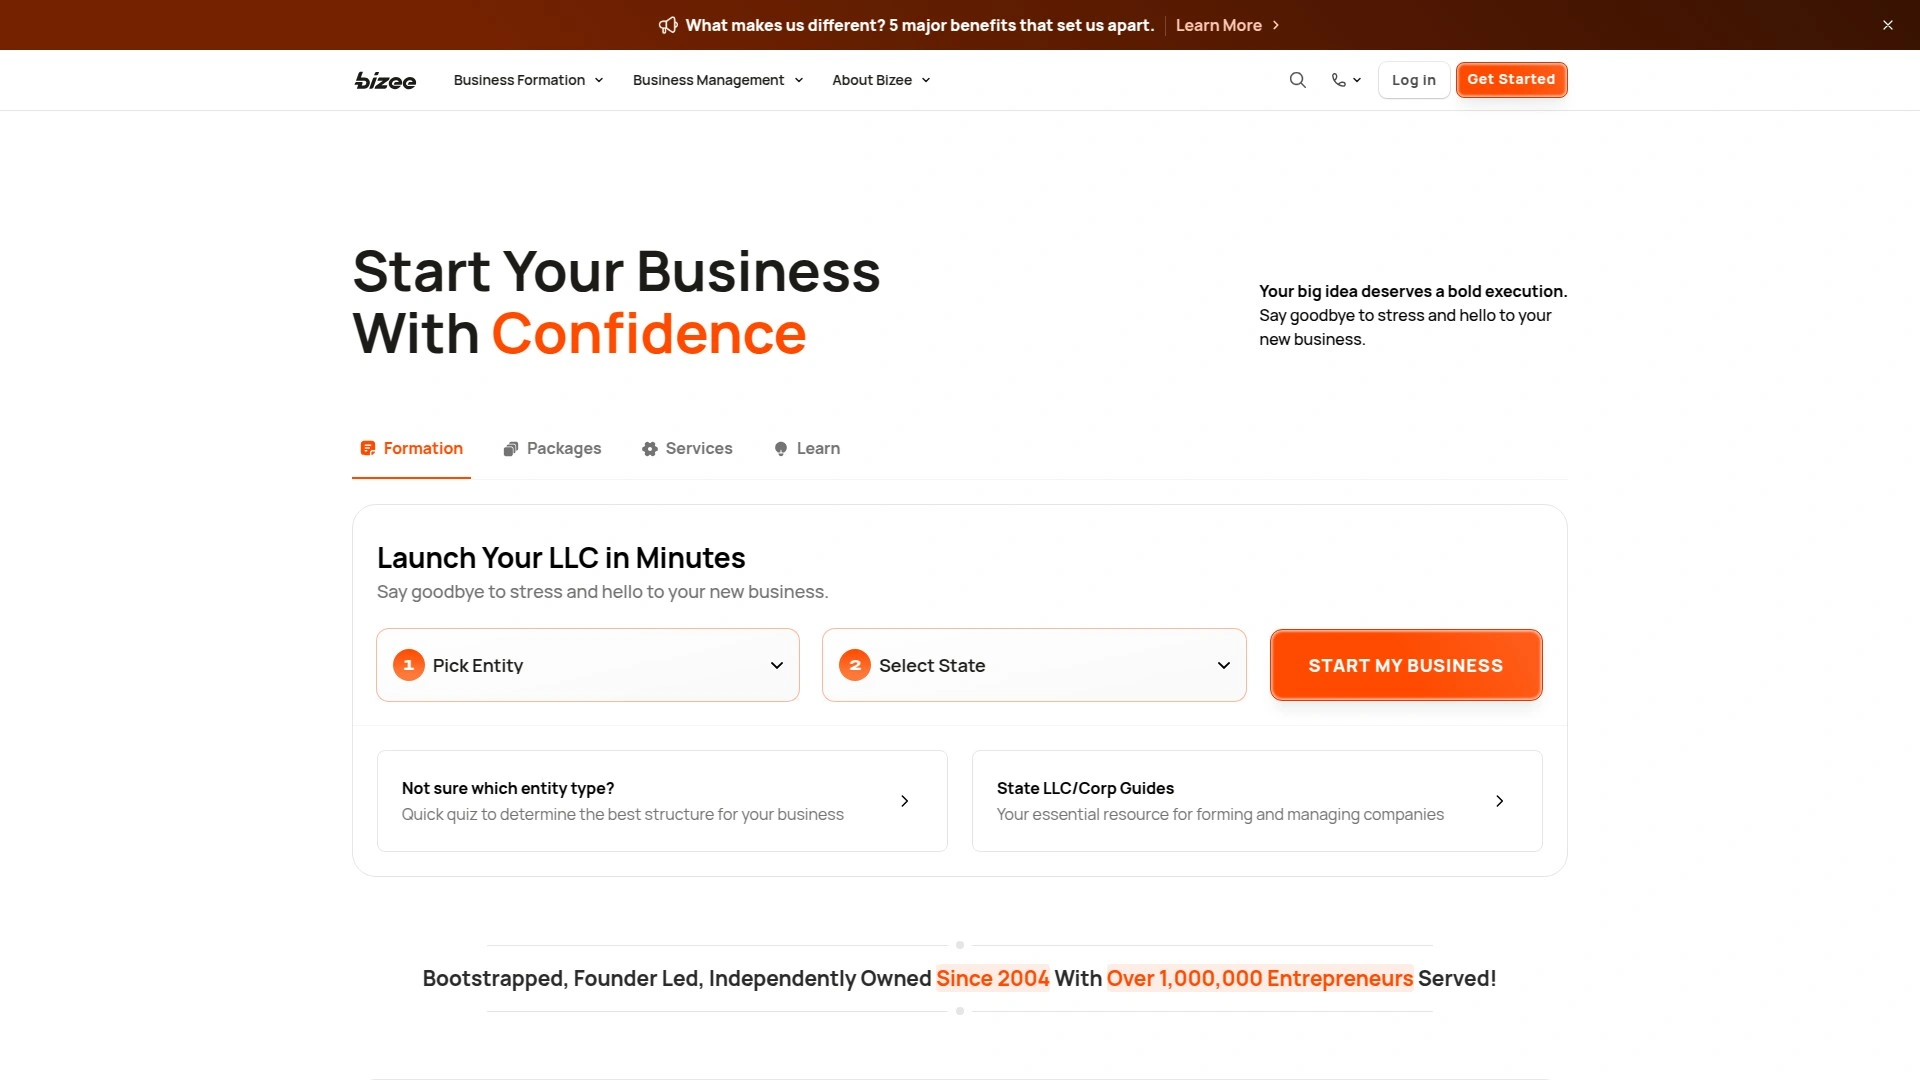 What makes us different? 5 major benefits that set us apart. Learn More
bizee Business Formation Business Management About Bizee Log in Get Started
Start Your Business
With Confidence
Your big idea deserves a bold execution.
Say goodbye to stress and hello to your
new business.
Formation Packages Services Learn
Launch Your LLC in Minutes
Say goodbye to stress and hello to your new business.
1 Pick Entity
2 Select State
START MY BUSINESS
Not sure which entity type?
Quick quiz to determine the best structure for your business
State LLC/Corp Guides
Your essential resource for forming and managing companies
Bootstrapped, Founder Led, Independently Owned Since 2004 With Over 1,000,000 Entrepreneurs Served!